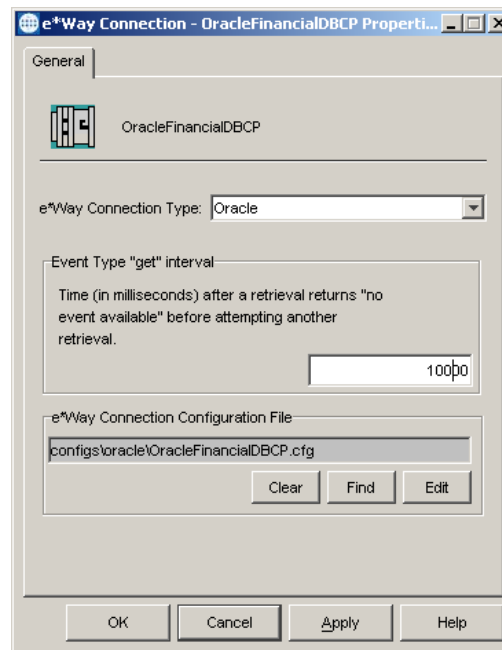 e*Way Connection - OracleFinancialDBCP Properti...
General
OracleFinancialDBCP
e*Way Connection Type: Oracle
Event Type "get" interval
Time (in milliseconds) after a retrieval returns "no
event available" before attempting another
retrieval.
10000
e*Way Connection Configuration File
configs\oracle\OracleFinancialDBCP.cfg
Clear Find Edit
OK Cancel Apply Help